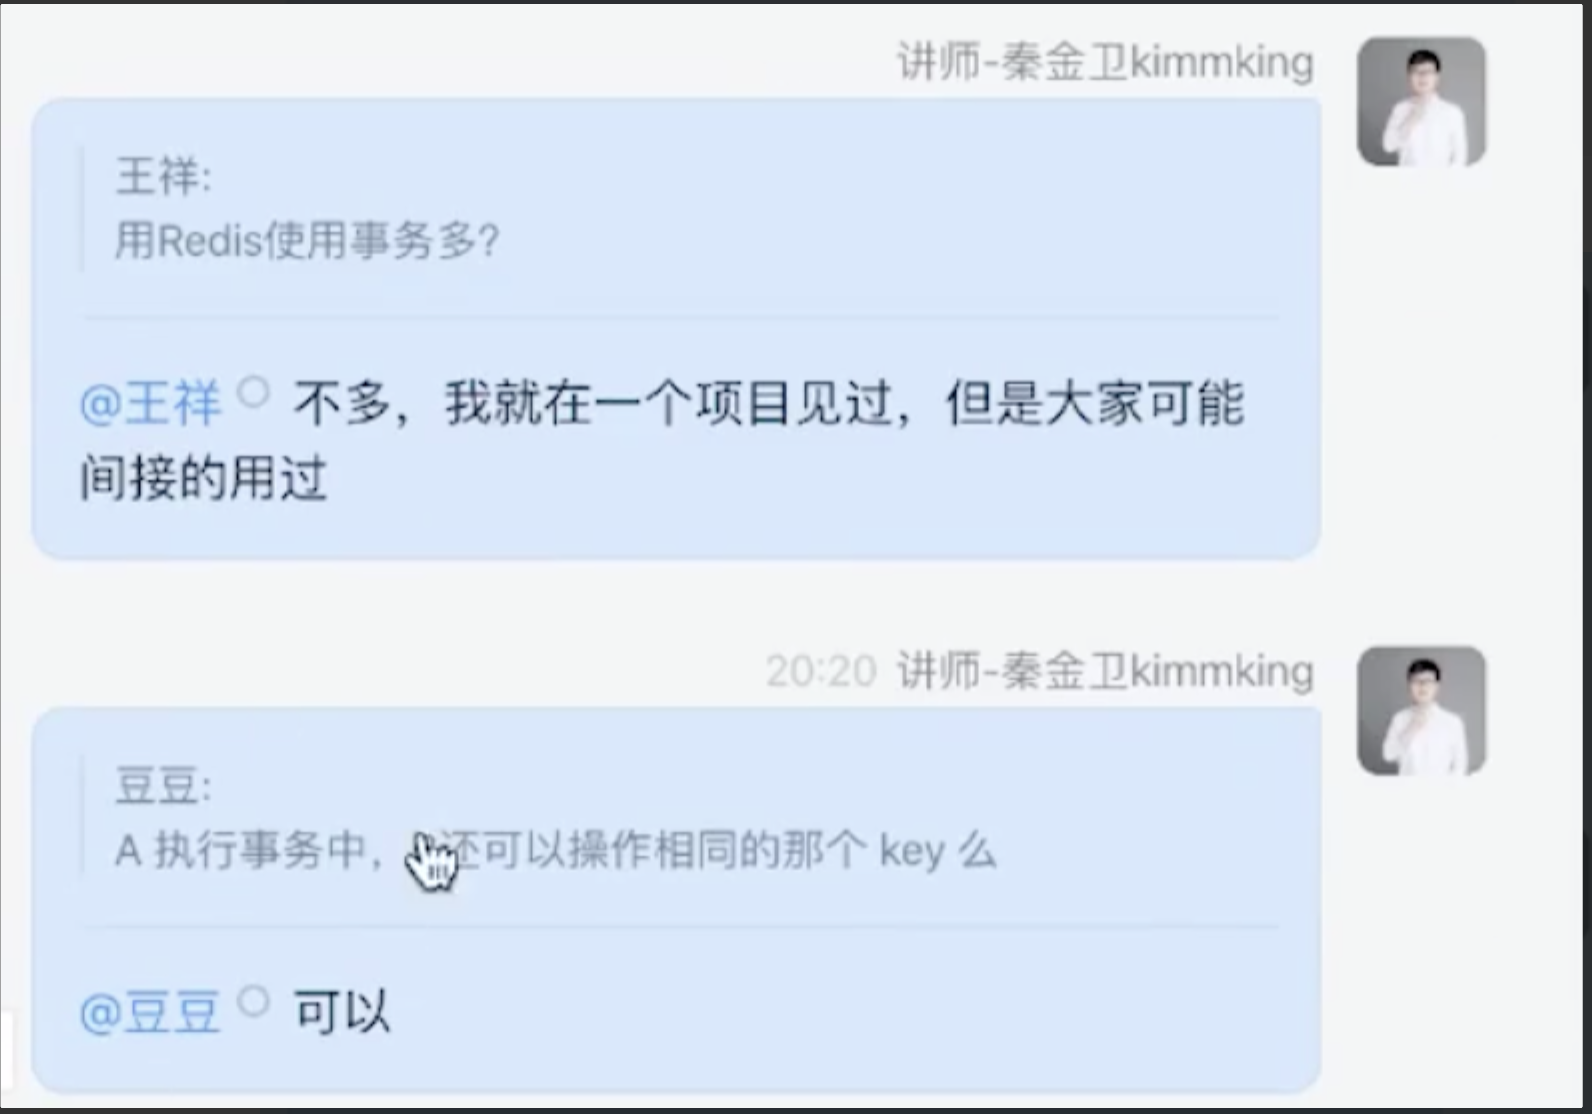 讲师-秦金卫kimmking
王祥:
用Redis使用事务多?
@王祥 不多，我就在一个项目见过，但是大家可能
间接的用过
20:20 讲师-秦金卫kimmking
豆豆:
A 执行事务中，还可以操作相同的那个 key 么
@豆豆 可以